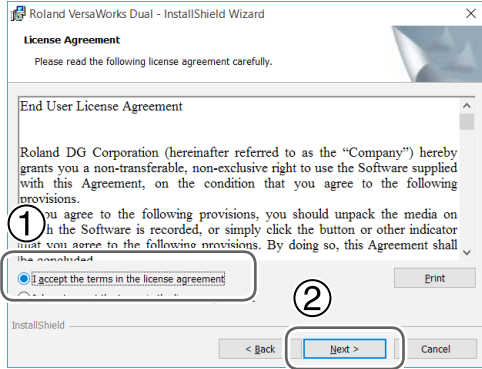 Roland VersaWorks Dual - InstallShield Wizard
License Agreement
Please read the following license agreement carefully.
End User License Agreement
Roland DG Corporation (hereinafter referred to as the “Company”) hereby
grants you a non-transferable, non-exclusive right to use the Software supplied
with this Agreement, on the condition that you agree to the following
provisions.
you agree to the following provisions, you should unpack the media on
the Software is recorded, or simply click the button or other indicator
that you agree to the following provisions. By doing so, this Agreement shall
be concluded
1
I accept the terms in the license agreement
Print
2
InstallShield
< Back
Next >
Cancel